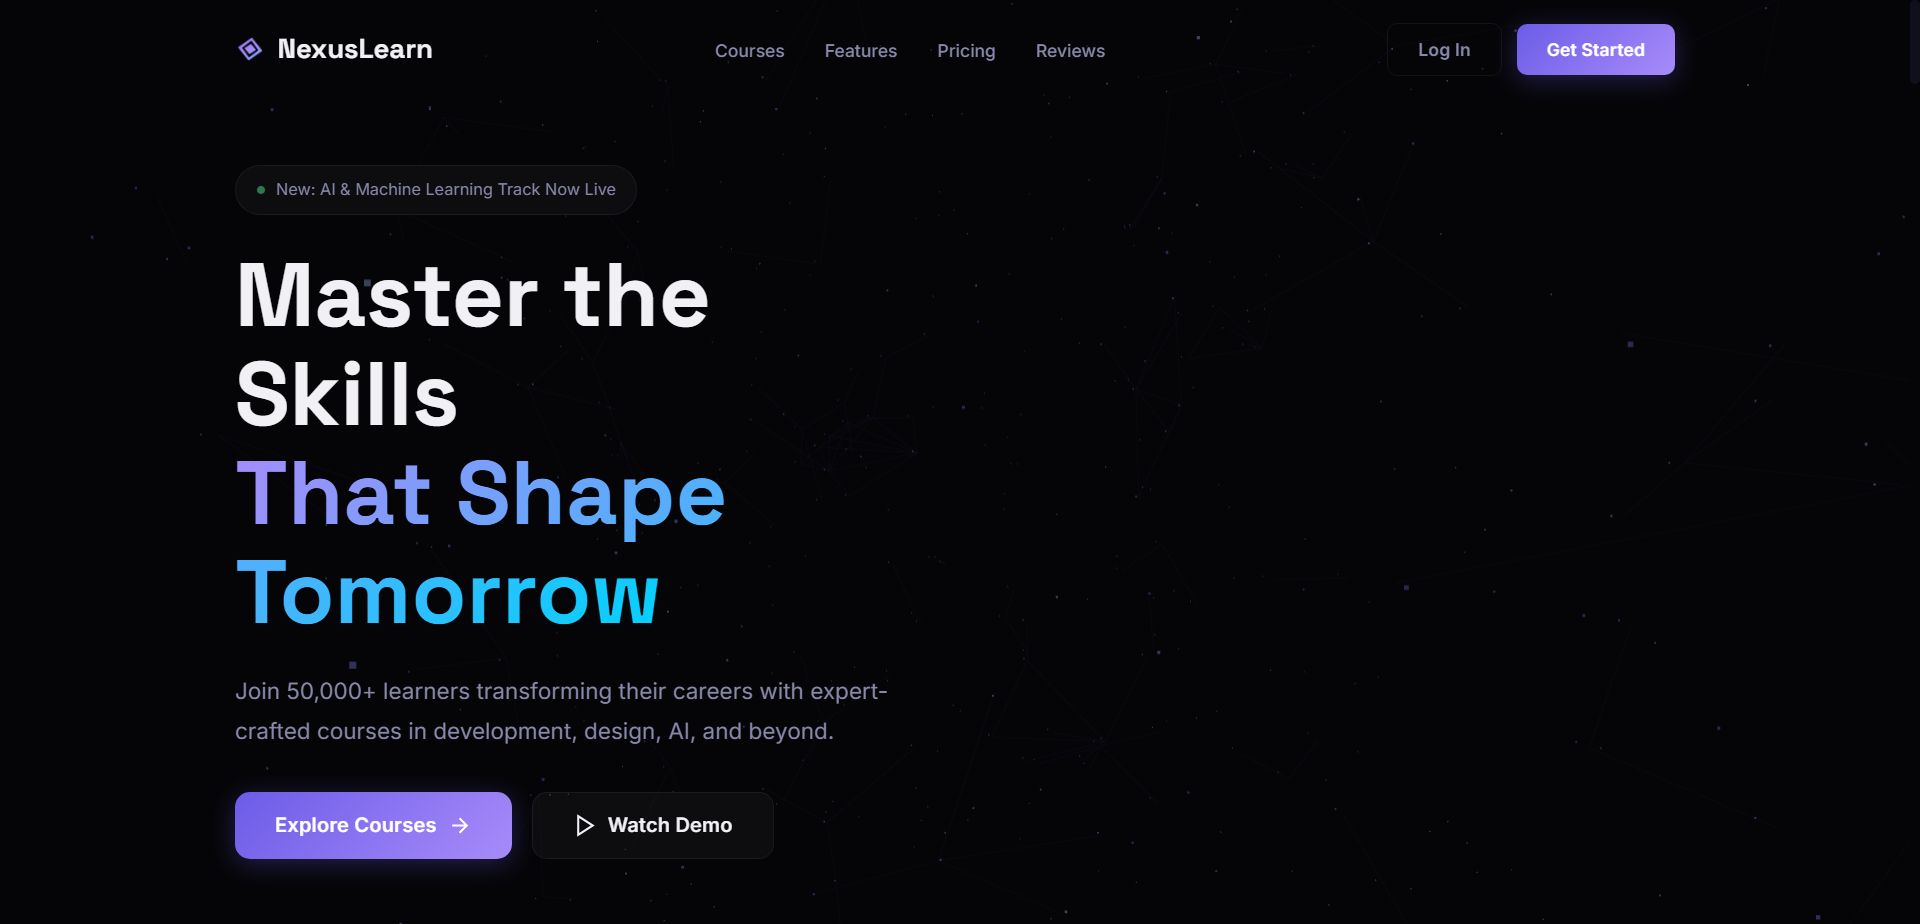 NexusLearn
Courses
Features
Pricing
Reviews
Log In
Get Started
New: AI & Machine Learning Track Now Live
Master the
Skills
That Shape
Tomorrow
Join 50,000+ learners transforming their careers with expert-
crafted courses in development, design, AI, and beyond.
Explore Courses →
Watch Demo